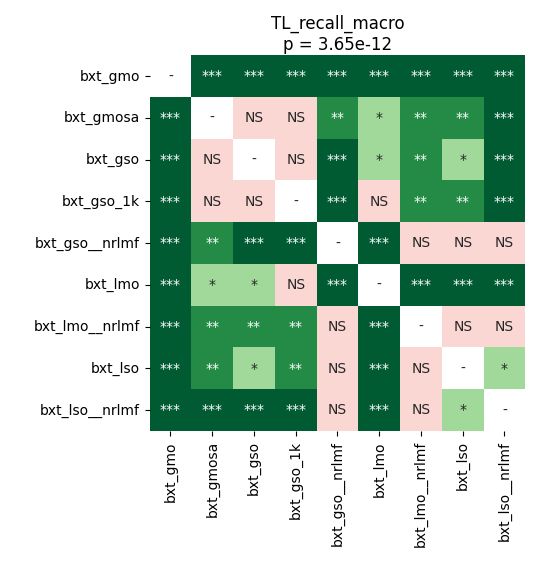 TL_recall_macro
p = 3.65e-12
bxt_gmo - *** *** *** *** *** *** *** ***
bxt_gmosa *** - NS NS ** * ** ** ***
bxt_gso *** NS - NS *** * ** * ***
bxt_gso_1k *** NS NS - *** NS ** ** ***
bxt_gso__nrlmf *** ** *** *** - *** NS NS NS
bxt_lmo *** * * NS *** - *** *** ***
bxt_lmo__nrlmf *** ** ** ** NS *** - NS NS
bxt_lso *** ** * ** NS *** NS - *
bxt_lso__nrlmf *** *** *** *** NS *** NS * -
bxt_gmo
bxt_gmosa
bxt_gso
bxt_gso_1k
bxt_gso__nrlmf
bxt_lmo
bxt_lmo__nrlmf
bxt_lso
bxt_lso__nrlmf